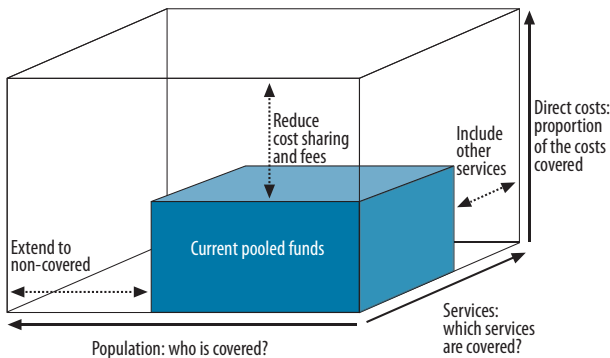 Reduce
cost sharing
and fees
Include
other
services
Direct costs:
proportion
of the costs
covered
Extend to
non-covered
Current pooled funds
Population: who is covered?
Services:
which services
are covered?